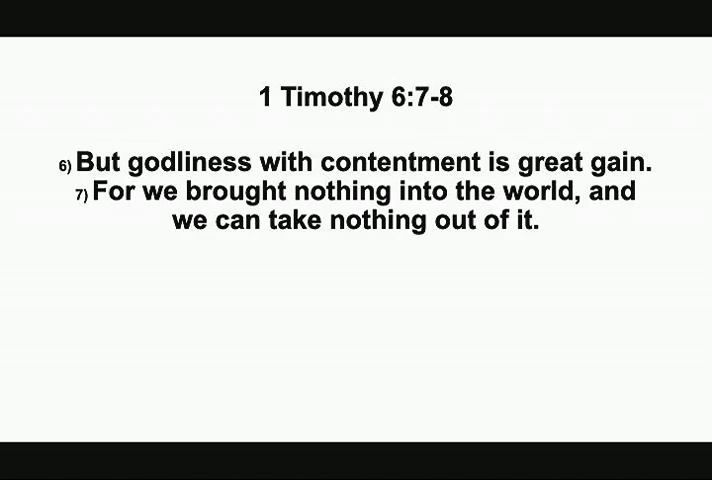 1 Timothy 6:7-8
6) But godliness with contentment is great gain.
7) For we brought nothing into the world, and
we can take nothing out of it.